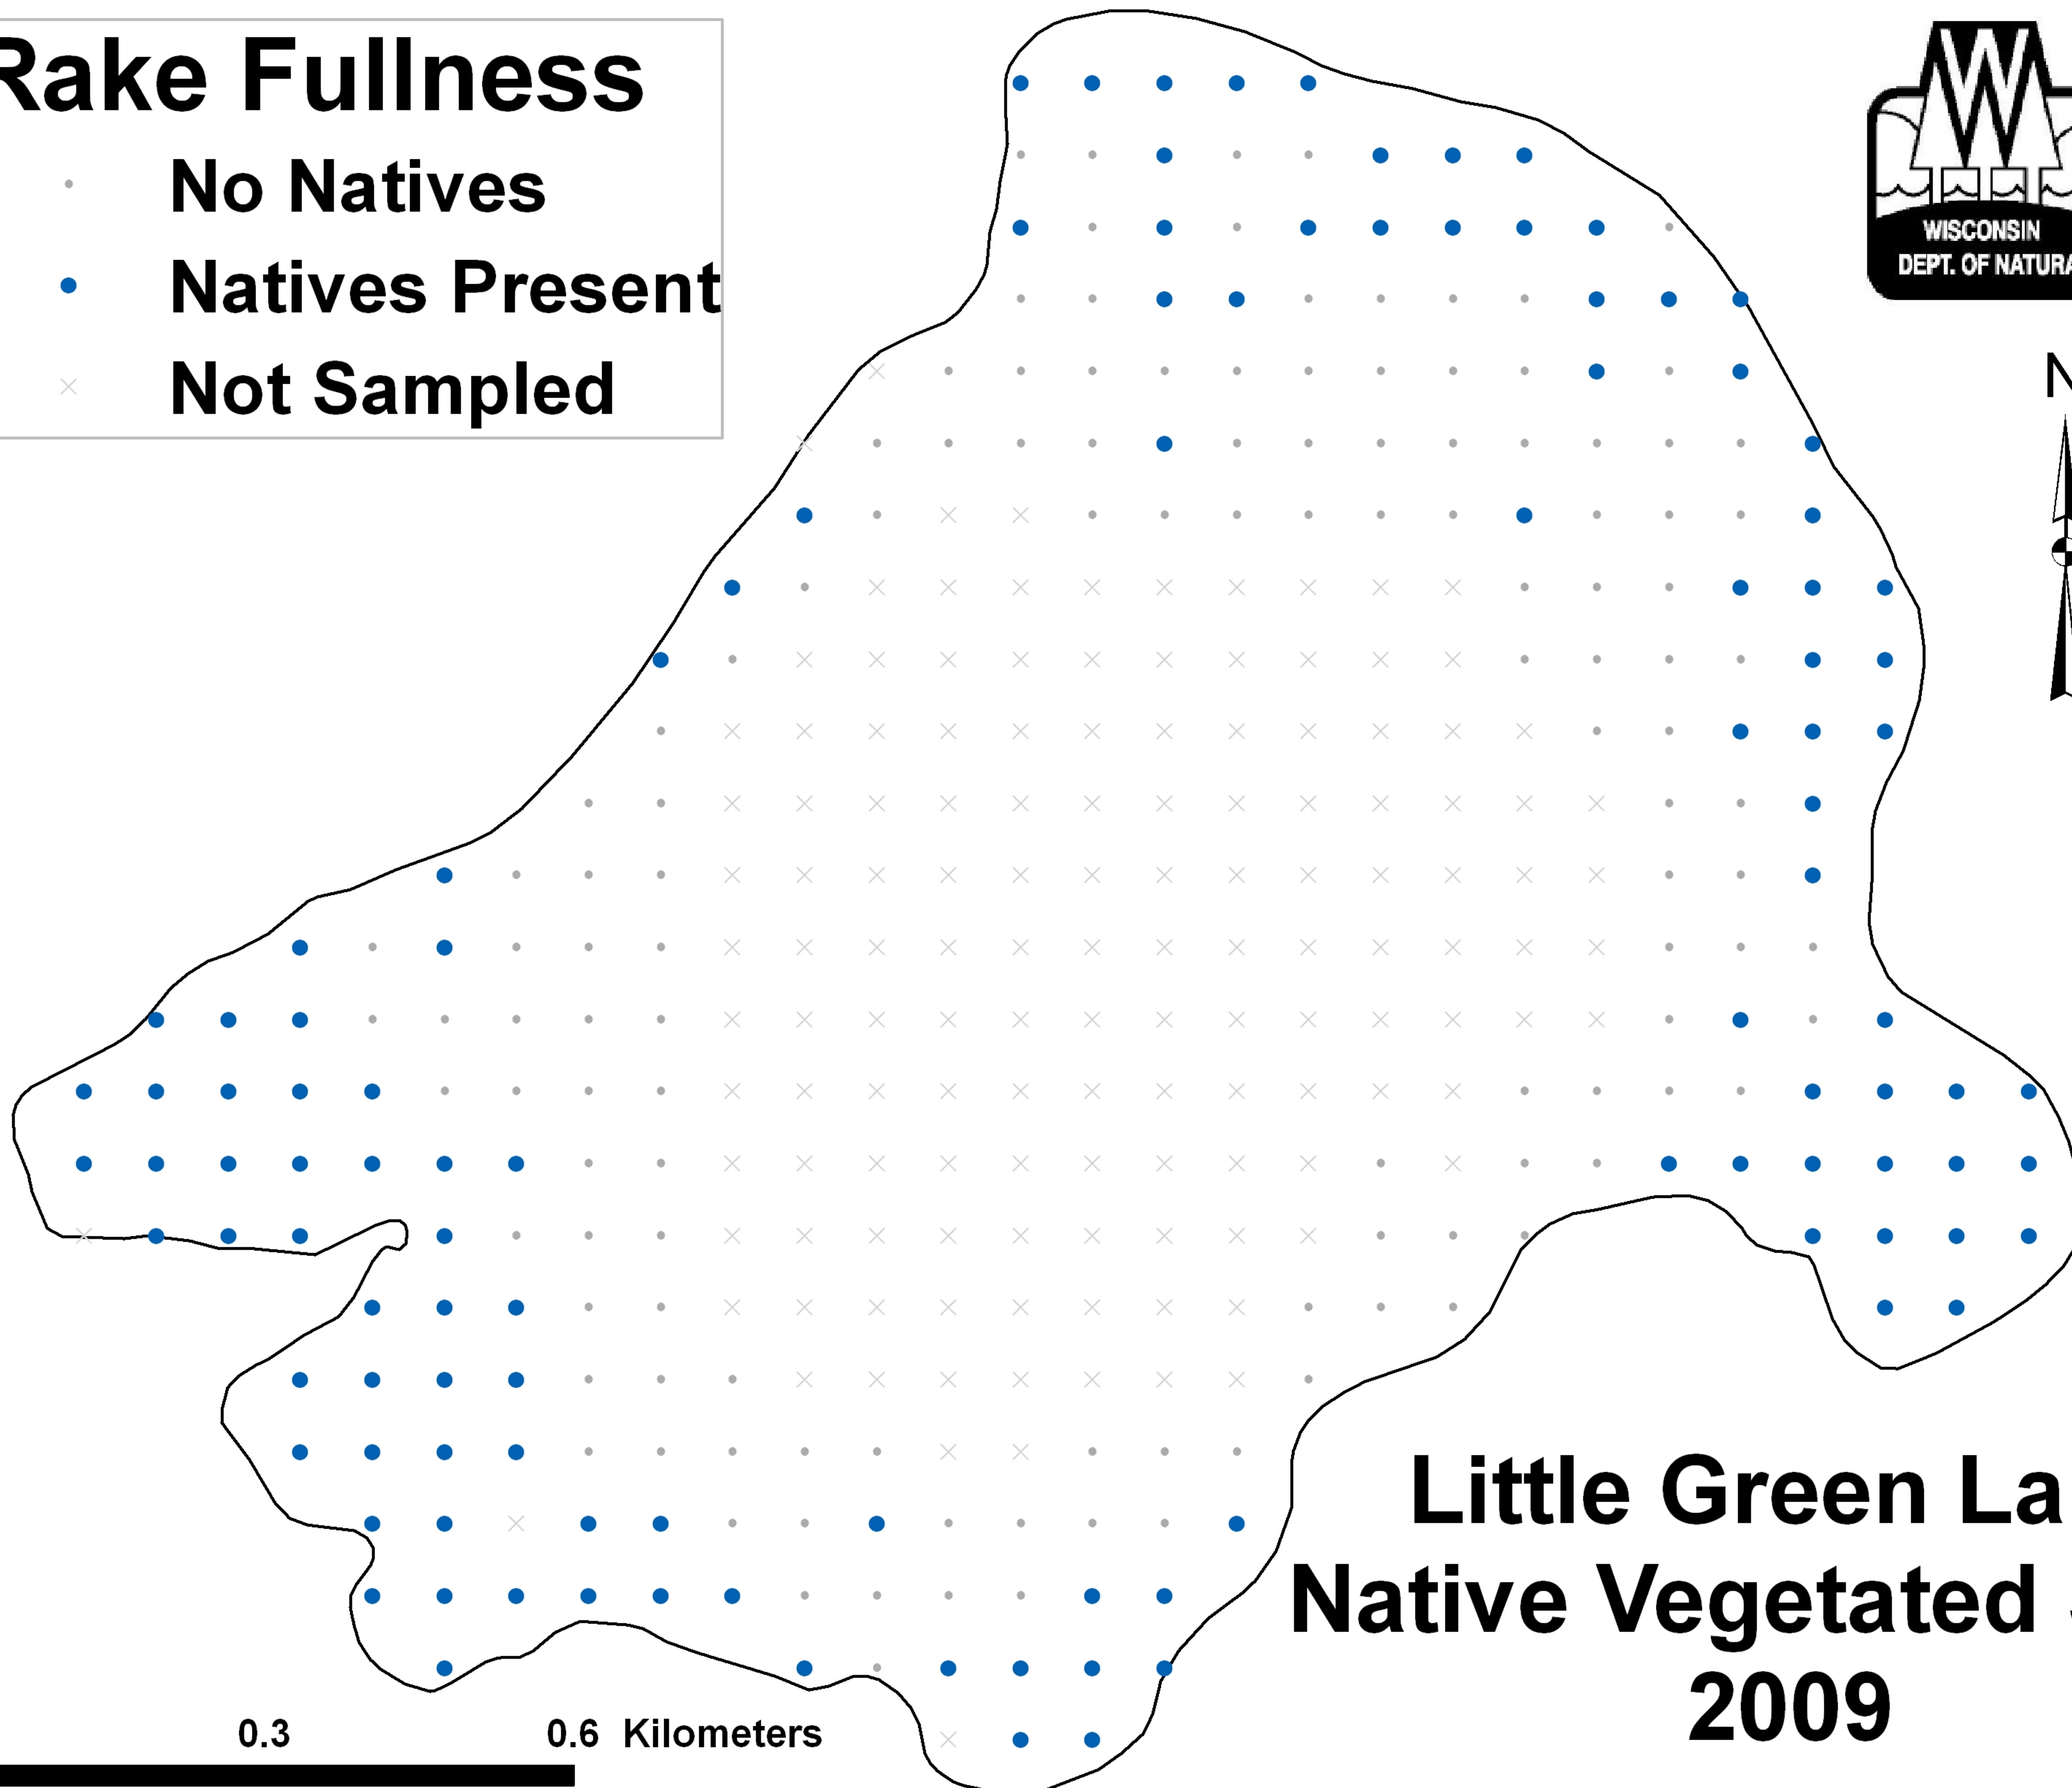 Rake Fullness
No Natives
Natives Present
Not Sampled
WISCONSIN
DEPT. OF NATURA
N
Little Green La
Native Vegetated
2009
0.3 0.6 Kilometers